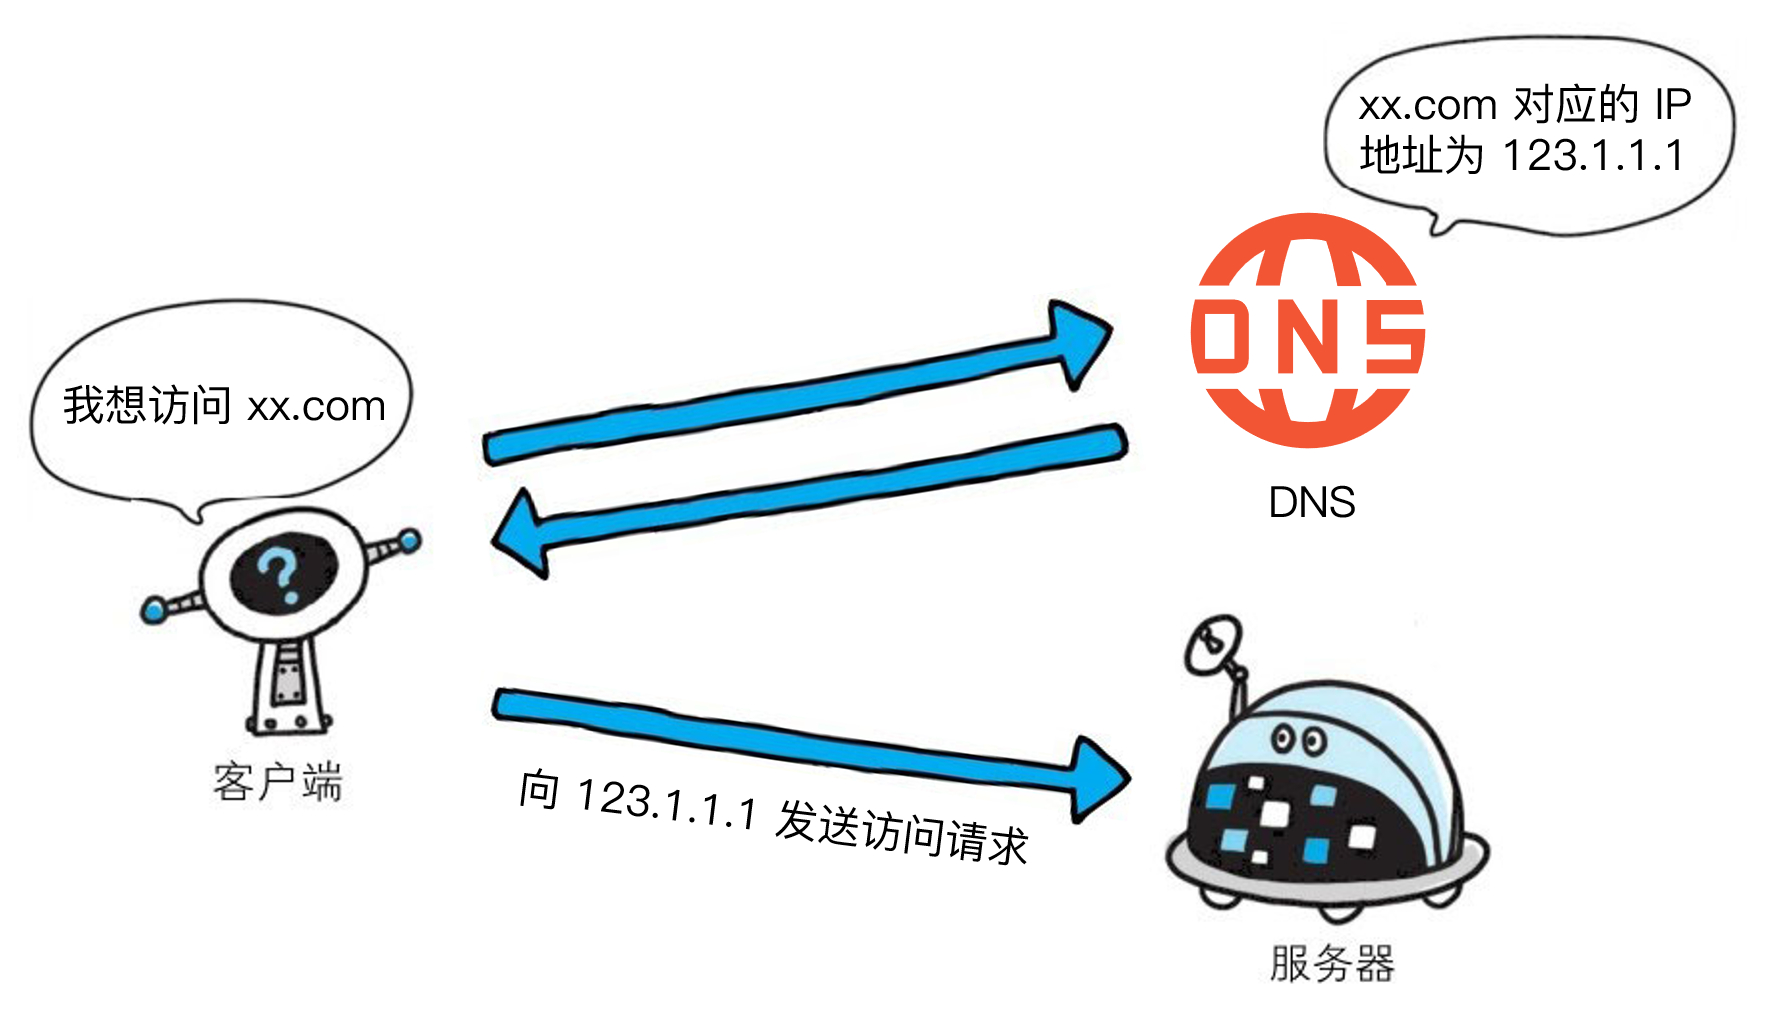 xx.com 对应的 IP
地址为 123.1.1.1
DNS
DNS
我想访问 xx.com
客户端
向 123.1.1.1 发送访问请求
服务器